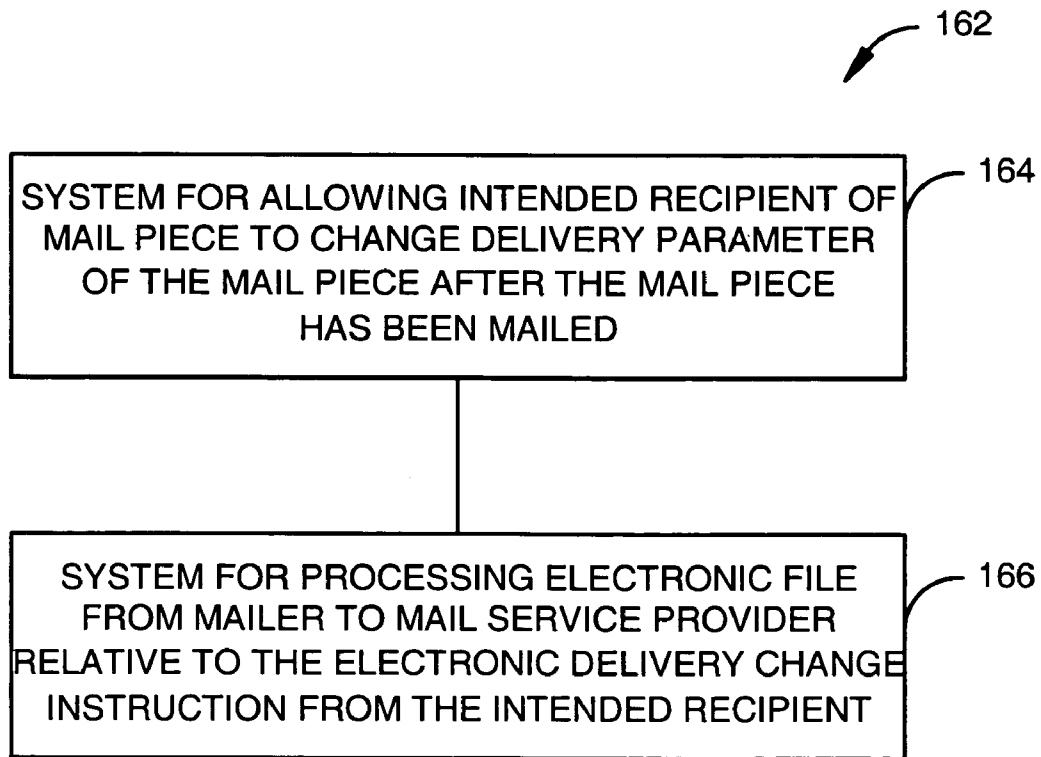 162
164
SYSTEM FOR ALLOWING INTENDED RECIPIENT OF
MAIL PIECE TO CHANGE DELIVERY PARAMETER
OF THE MAIL PIECE AFTER THE MAIL PIECE
HAS BEEN MAILED
166
SYSTEM FOR PROCESSING ELECTRONIC FILE
FROM MAILER TO MAIL SERVICE PROVIDER
RELATIVE TO THE ELECTRONIC DELIVERY CHANGE
INSTRUCTION FROM THE INTENDED RECIPIENT